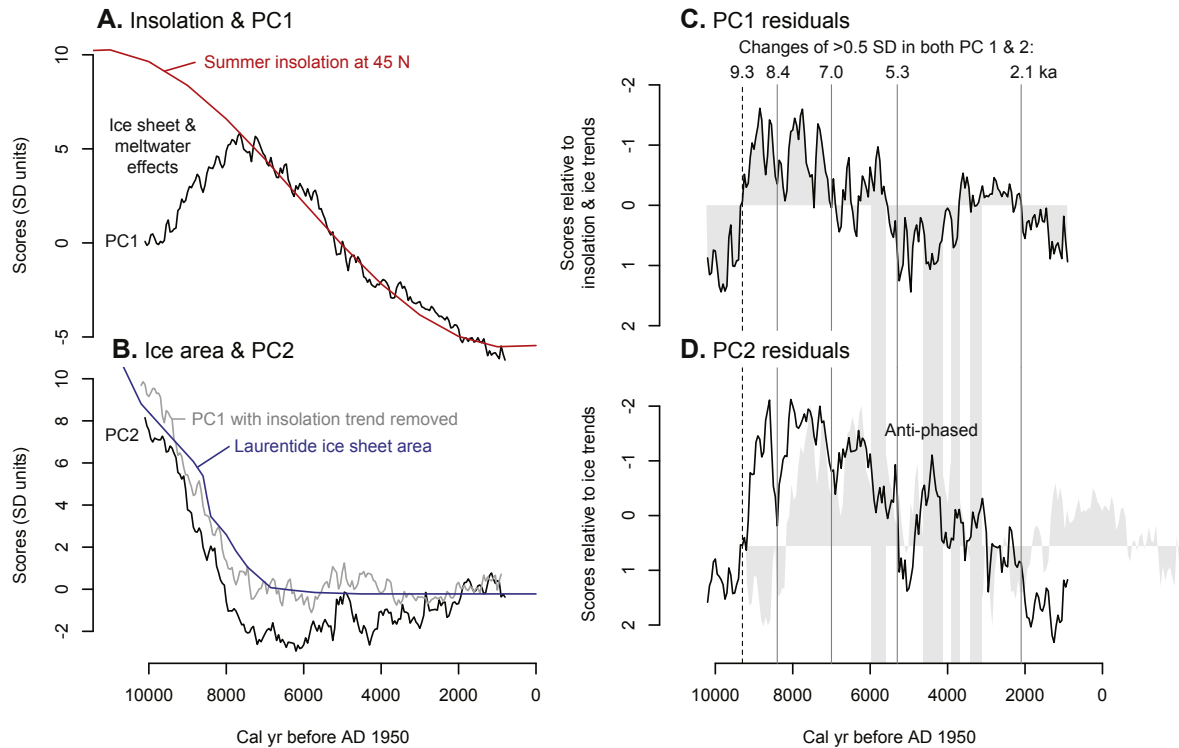 A. Insolation & PC1
Scores (SD units)
10
5
0
-5
Summer insolation at 45 N
Ice sheet &
meltwater
effects
PC1
B. Ice area & PC2
Scores (SD units)
10
8
6
4
2
0
-2
PC1 with insolation trend removed
PC2
Laurentide ice sheet area
10000 8000 6000 4000 2000 0
Cal yr before AD 1950
C. PC1 residuals
Changes of >0.5 SD in both PC 1 & 2:
9.3 8.4 7.0 5.3 2.1 ka
Scores relative to
insolation & ice trends
-2
-1
0
1
2
D. PC2 residuals
Scores relative to ice trends
-2
-1
0
1
2
Anti-phased
10000 8000 6000 4000 2000 0
Cal yr before AD 1950